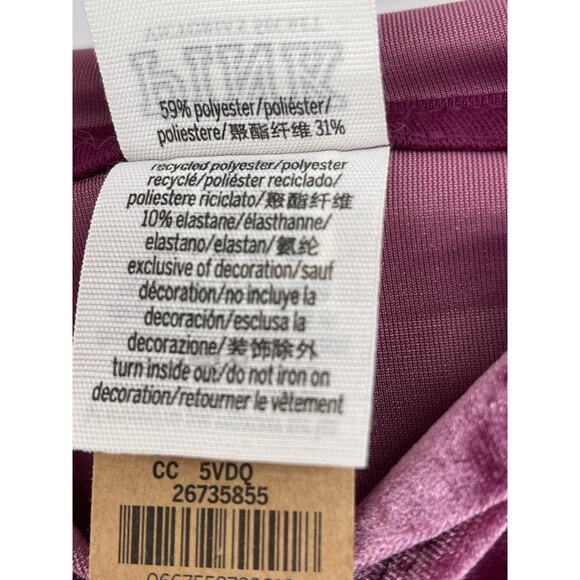 PINK
59% polyester/poliéster/
poliestere/聚酯纤维 31%
recycled polyester/polyester
recyclé/poliéster reciclado/
poliestere riciclato/聚酯纤维
10% elastane/élasthanne/
elastano/elastan/氨纶
exclusive of decoration/sauf
décoration/no incluye la
decoración/esclusa la
decorazione/装饰除外
turn inside out/do not iron on
decoration/retourner le vêtement
CC 5VDQ
26735855